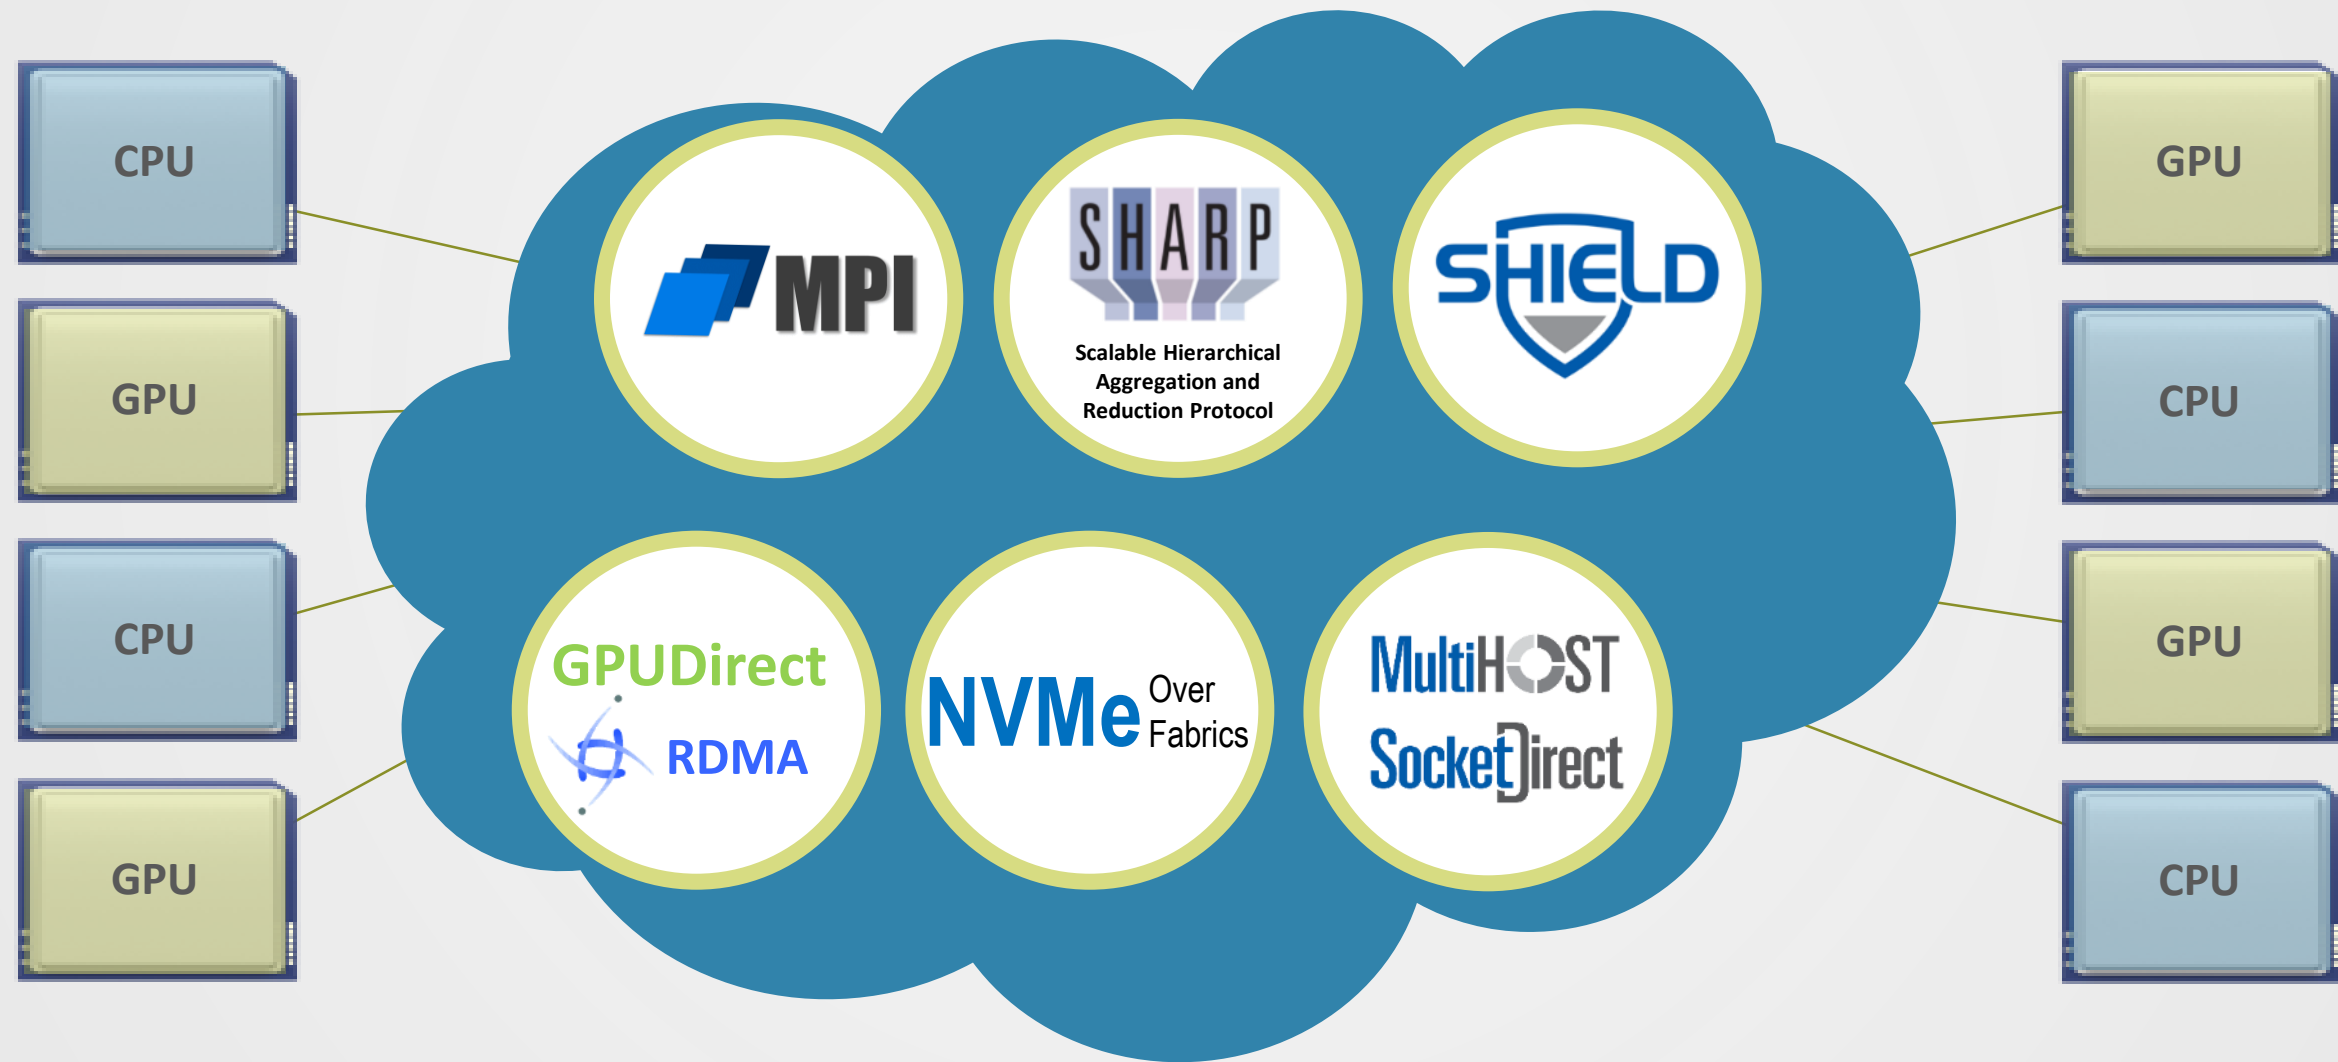 CPU
GPU
CPU
GPU
MPI
SHARP
Scalable Hierarchical
Aggregation and
Reduction Protocol
SHIELD
GPUDirect
RDMA
NVMe Over
Fabrics
MultiHOST
SocketDirect
GPU
CPU
GPU
CPU